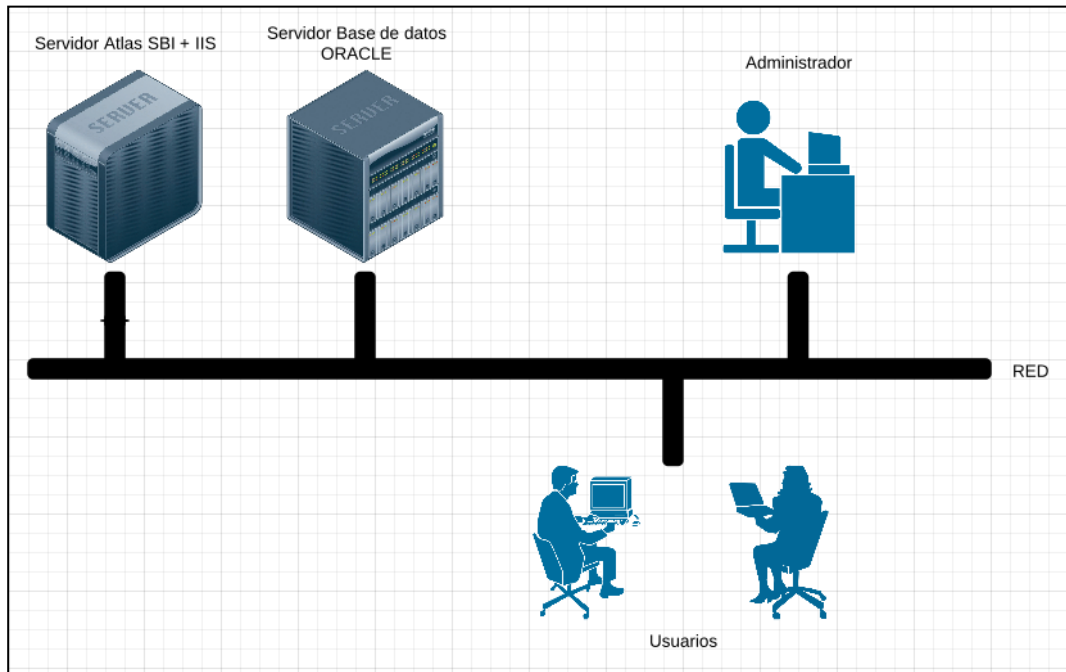 Servidor Atlas SBI + IIS
Servidor Base de datos
ORACLE
Administrador
SERVER
SERVER
RED
Usuarios